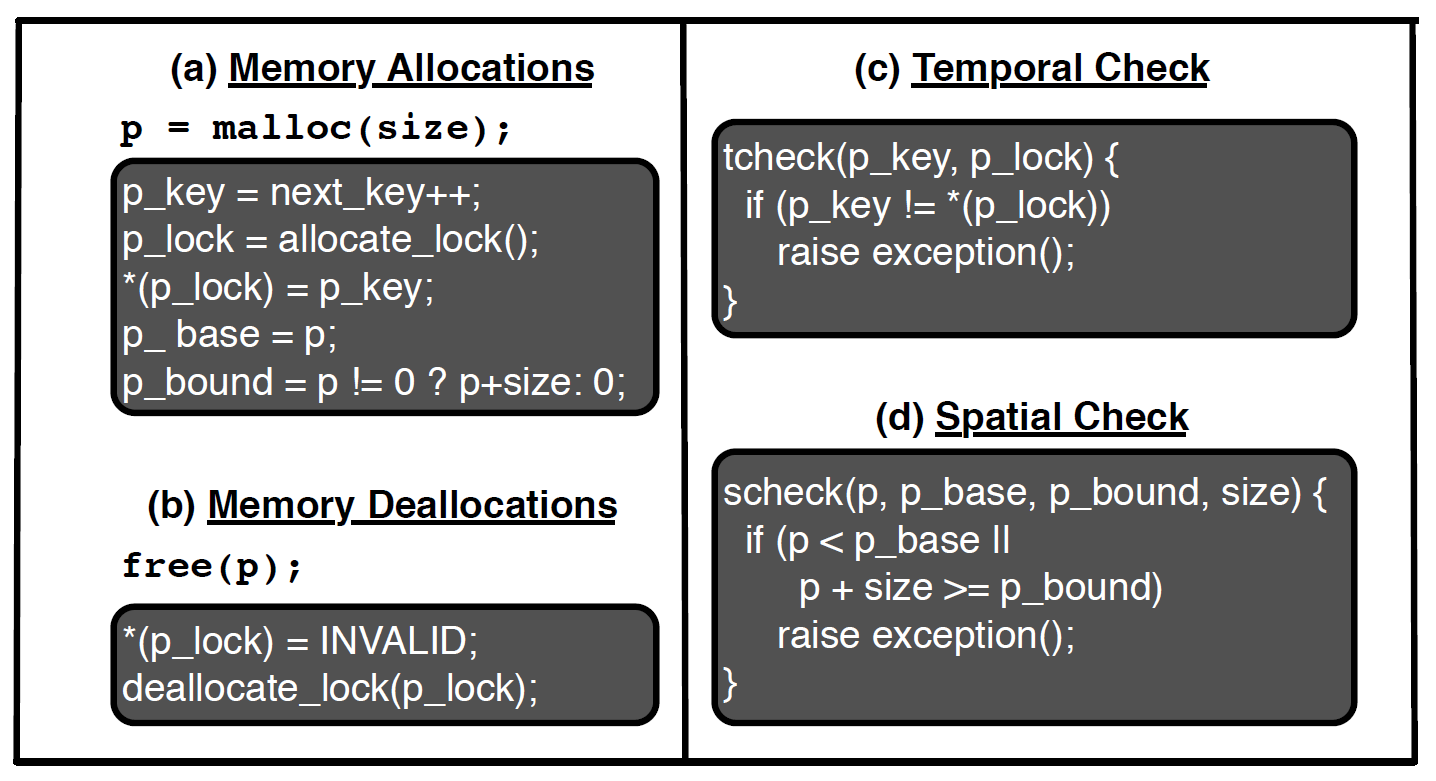 (a) Memory Allocations
p = malloc(size);
p_key = next_key++;
p_lock = allocate_lock();
*(p_lock) = p_key;
p_ base = p;
p_bound = p != 0 ? p+size: 0;
(b) Memory Deallocations
free(p);
*(p_lock) = INVALID;
deallocate_lock(p_lock);
(c) Temporal Check
tcheck(p_key, p_lock) {
if (p_key != *(p_lock))
raise exception();
}
(d) Spatial Check
scheck(p, p_base, p_bound, size) {
if (p < p_base ||
p + size >= p_bound)
raise exception();
}